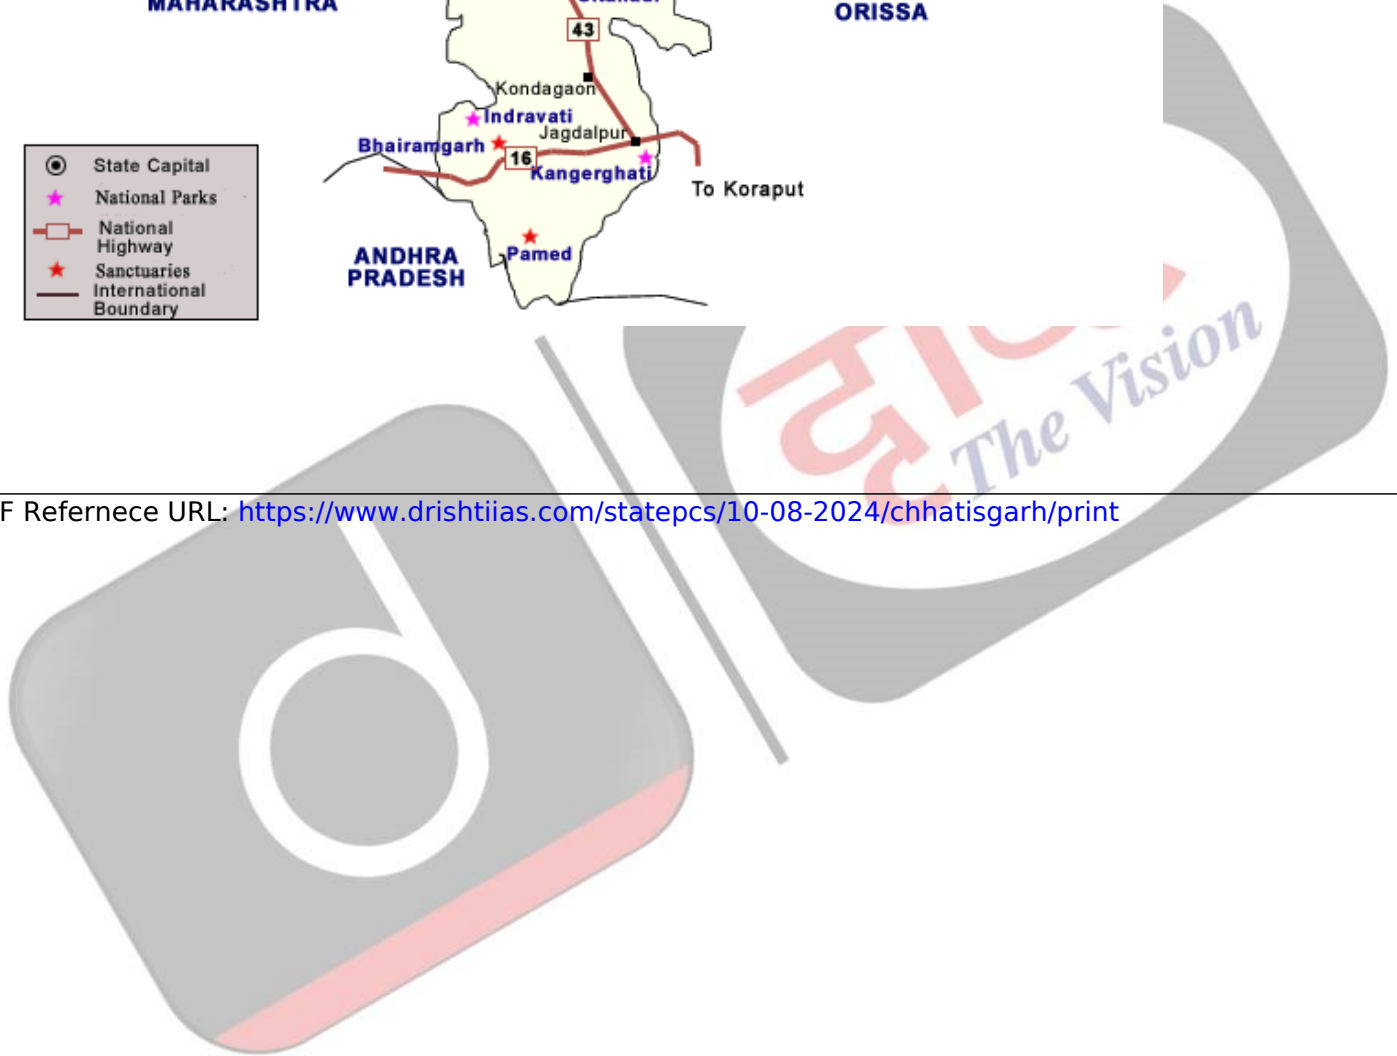 MAHARASHTRA
ORISSA
43
Kondagaon
Indravati
Jagdalpur
Bhairamgarh
16
Kangerghati
To Koraput
Pamed
ANDHRA
PRADESH
State Capital
National Parks
National
Highway
Sanctuaries
International
Boundary
The Vision
F Refernece URL: https://www.drishtiias.com/statepcs/10-08-2024/chhatisgarh/print